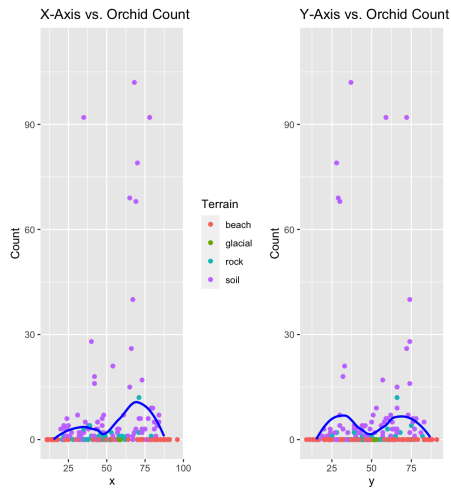 X-Axis vs. Orchid Count
90
60
30
0
Count
25
50
75
100
x
Terrain
beach
glacial
rock
soil
Y-Axis vs. Orchid Count
90
60
30
0
Count
25
50
75
y